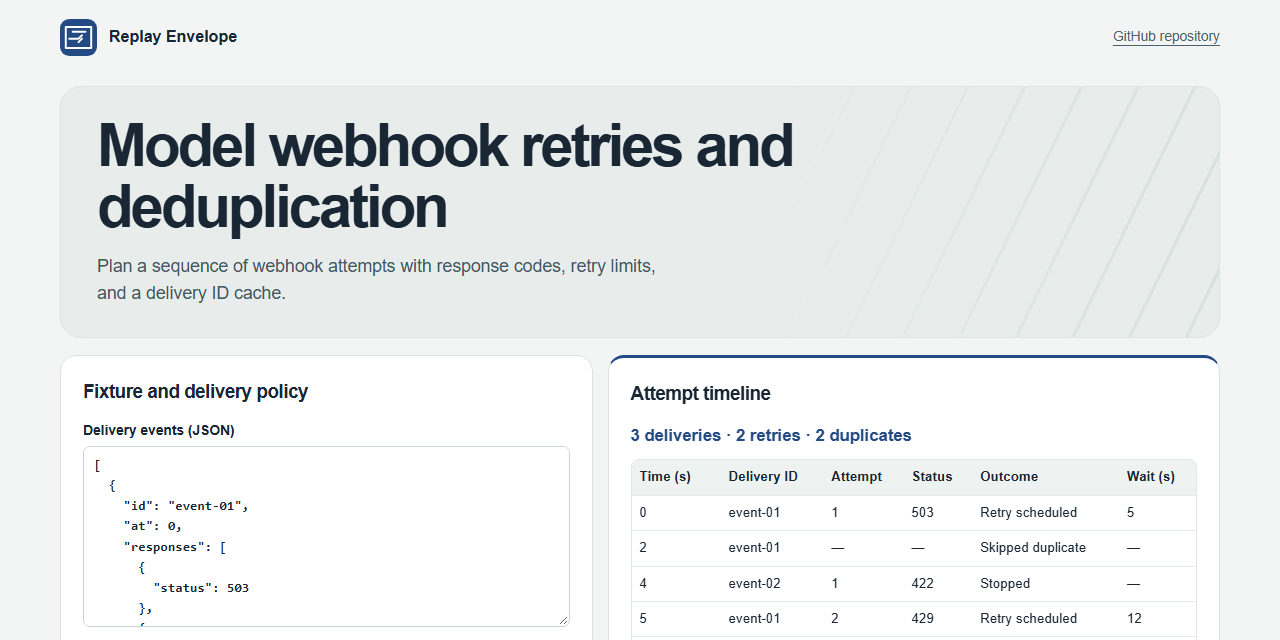 Replay Envelope
GitHub repository
Model webhook retries and
deduplication
Plan a sequence of webhook attempts with response codes, retry limits,
and a delivery ID cache.
Fixture and delivery policy
Delivery events (JSON)
[
  {
    "id": "event-01",
    "at": 0,
    "responses": [
      {
        "status": 503
      },
Attempt timeline
3 deliveries · 2 retries · 2 duplicates
Time (s) Delivery ID Attempt Status Outcome Wait (s)
0 event-01 1 503 Retry scheduled 5
2 event-01 — — Skipped duplicate —
4 event-02 1 422 Stopped —
5 event-01 2 429 Retry scheduled 12